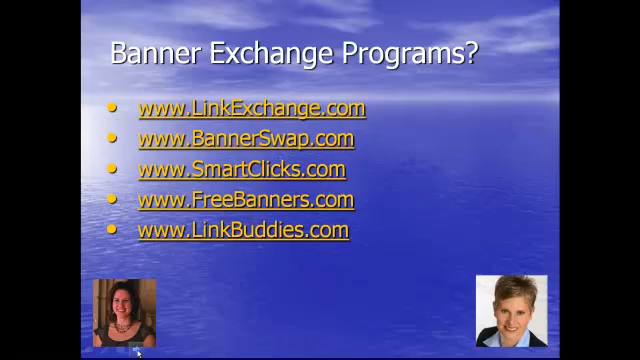 Banner Exchange Programs?
www.LinkExchange.com
www.BannerSwap.com
www.SmartClicks.com
www.FreeBanners.com
www.LinkBuddies.com